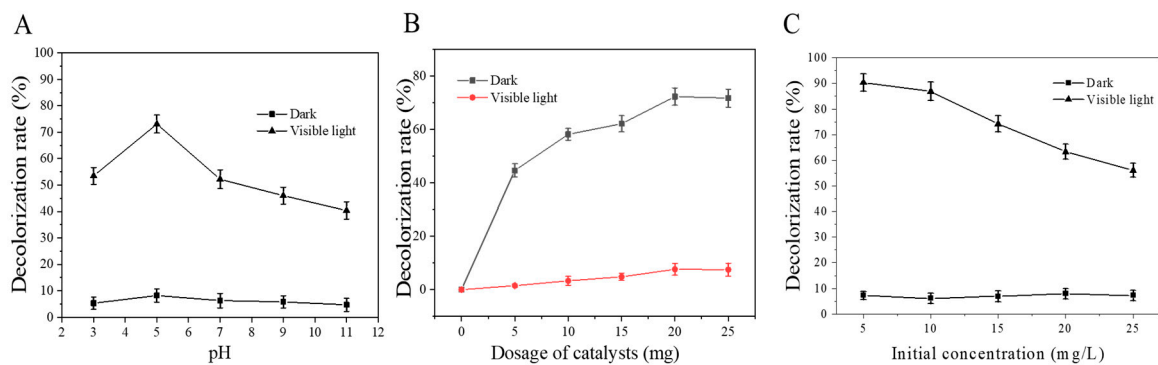 A
Decolorization rate (%)
100
90
80
70
60
50
40
30
20
10
0
Dark
Visible light
2 3 4 5 6 7 8 9 10 11 12
pH
B
Decolorization rate (%)
80
60
40
20
0
Dark
Visible light
0 5 10 15 20 25
Dosage of catalysts (mg)
C
Decolorization rate (%)
100
90
80
70
60
50
40
30
20
10
0
Dark
Visible light
5 10 15 20 25
Initial concentration (mg/L)